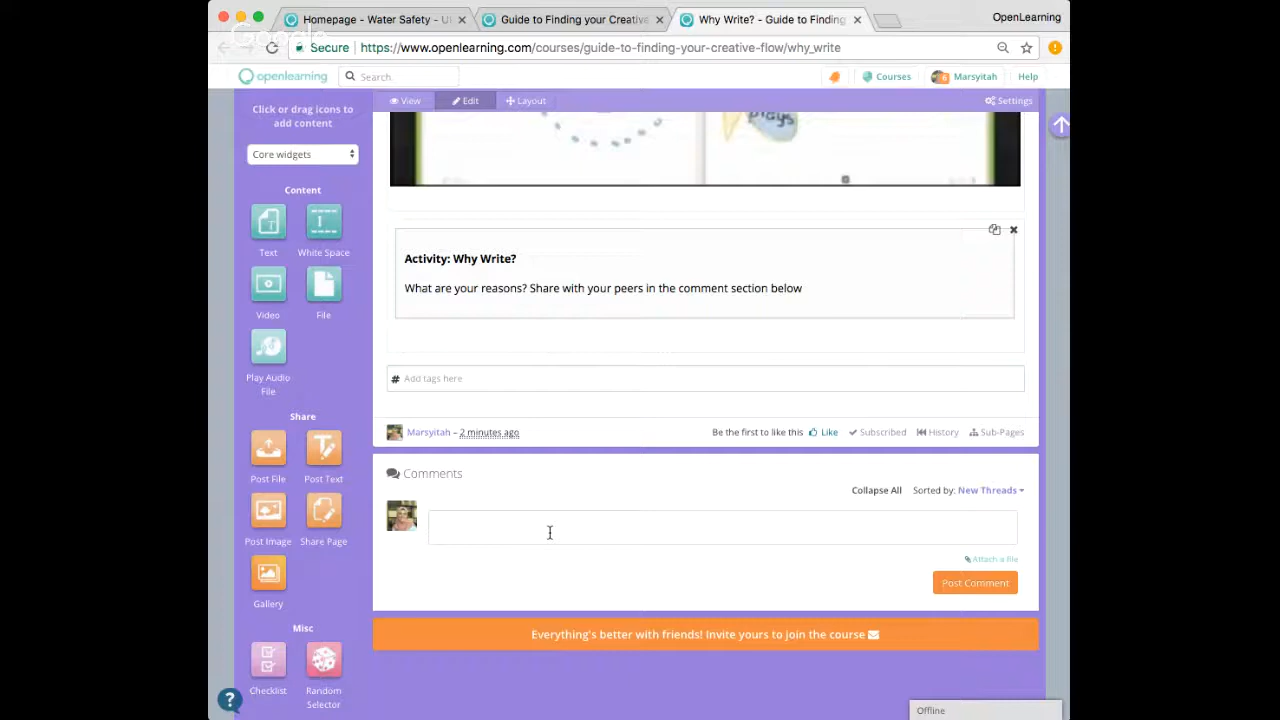 Homepage - Water Safety - U
Guide to Finding your Creative
Why Write? - Guide to Finding
OpenLearning
Google
Secure
https://www.openlearning.com/courses/guide-to-finding-your-creative-flow/why_write
openlearning
Search.
Courses
6
Marsyitah
Help
Click or drag icons to
add content
View
Edit
Layout
Settings
plays
Core widgets
Content
Text
White Space
Video
File
Play Audio
File
Activity: Why Write?
What are your reasons? Share with your peers in the comment section below
# Add tags here
Share
Marsyitah – 2 minutes ago
Be the first to like this
Like
Subscribed
History
Sub-Pages
Post File
Post Text
Comments
Collapse All
Sorted by: New Threads
Post Image
Share Page
Attach a file
Post Comment
Gallery
Misc
Everything's better with friends! Invite yours to join the course
Checklist
Random
Selector
?
Offline